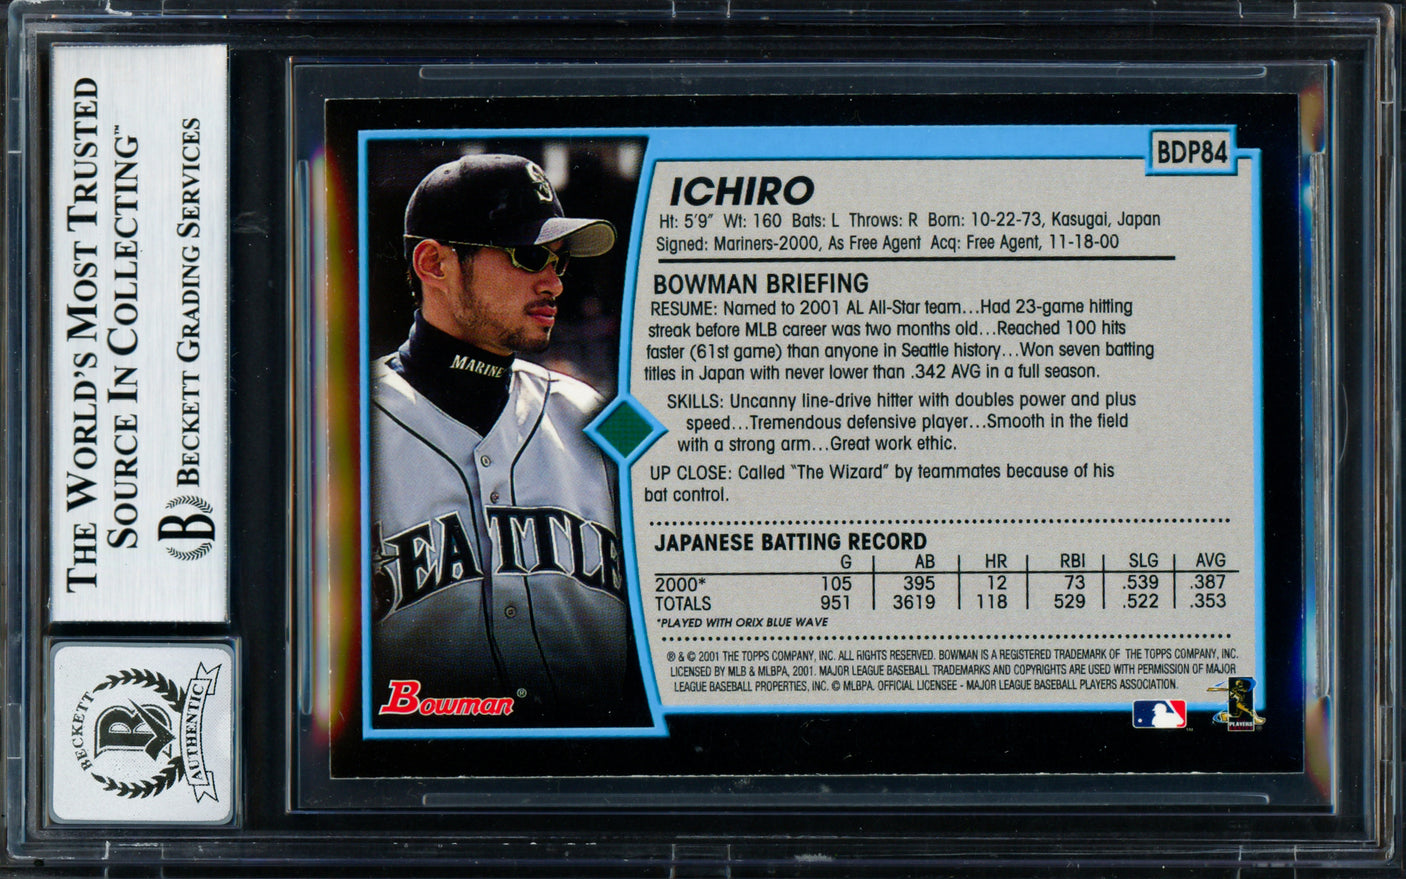 THE WORLD'S MOST TRUSTED
SOURCE IN COLLECTING™
BECKETT GRADING SERVICES
B
BECKETT
B
AUTHENTIC
MARINE
SEATTLE
Bowman®
BDP84
ICHIRO
Ht: 5'9" Wt: 160 Bats: L Throws: R Born: 10-22-73, Kasugai, Japan
Signed: Mariners-2000, As Free Agent Acq: Free Agent, 11-18-00
BOWMAN BRIEFING
RESUME: Named to 2001 AL All-Star team...Had 23-game hitting
streak before MLB career was two months old...Reached 100 hits
faster (61st game) than anyone in Seattle history...Won seven batting
titles in Japan with never lower than .342 AVG in a full season.
SKILLS: Uncanny line-drive hitter with doubles power and plus
speed...Tremendous defensive player...Smooth in the field
with a strong arm...Great work ethic.
UP CLOSE: Called "The Wizard" by teammates because of his
bat control.
JAPANESE BATTING RECORD
G AB HR RBI SLG AVG
2000* 105 395 12 73 .539 .387
TOTALS 951 3619 118 529 .522 .353
*PLAYED WITH ORIX BLUE WAVE
® & © 2001 THE TOPPS COMPANY, INC. ALL RIGHTS RESERVED. BOWMAN IS A REGISTERED TRADEMARK OF THE TOPPS COMPANY, INC.
LICENSED BY MLB & MLBPA, 2001. MAJOR LEAGUE BASEBALL TRADEMARKS AND COPYRIGHTS ARE USED WITH PERMISSION OF MAJOR
LEAGUE BASEBALL PROPERTIES, INC. © MLBPA. OFFICIAL LICENSEE - MAJOR LEAGUE BASEBALL PLAYERS ASSOCIATION.
PLAYERS